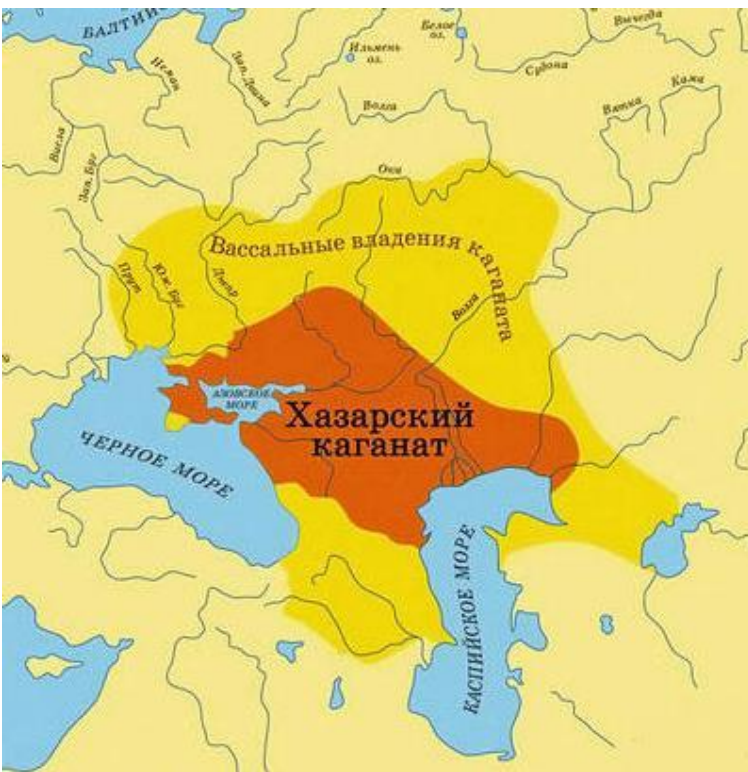 БАЛТИЙ
Неман
Зап. Двина
Ильмень
оз.
Белое
оз.
Вычегда
Сухона
Волга
Вятка
Кама
Висла
Зап. Буг
Ока
Вассальные владения каганата
Прут
Юж. Буг
Днепр
Волга
АЗОВСКОЕ
МОРЕ
Хазарский
каганат
ЧЕРНОЕ МОРЕ
КАСПИЙСКОЕ МОРЕ